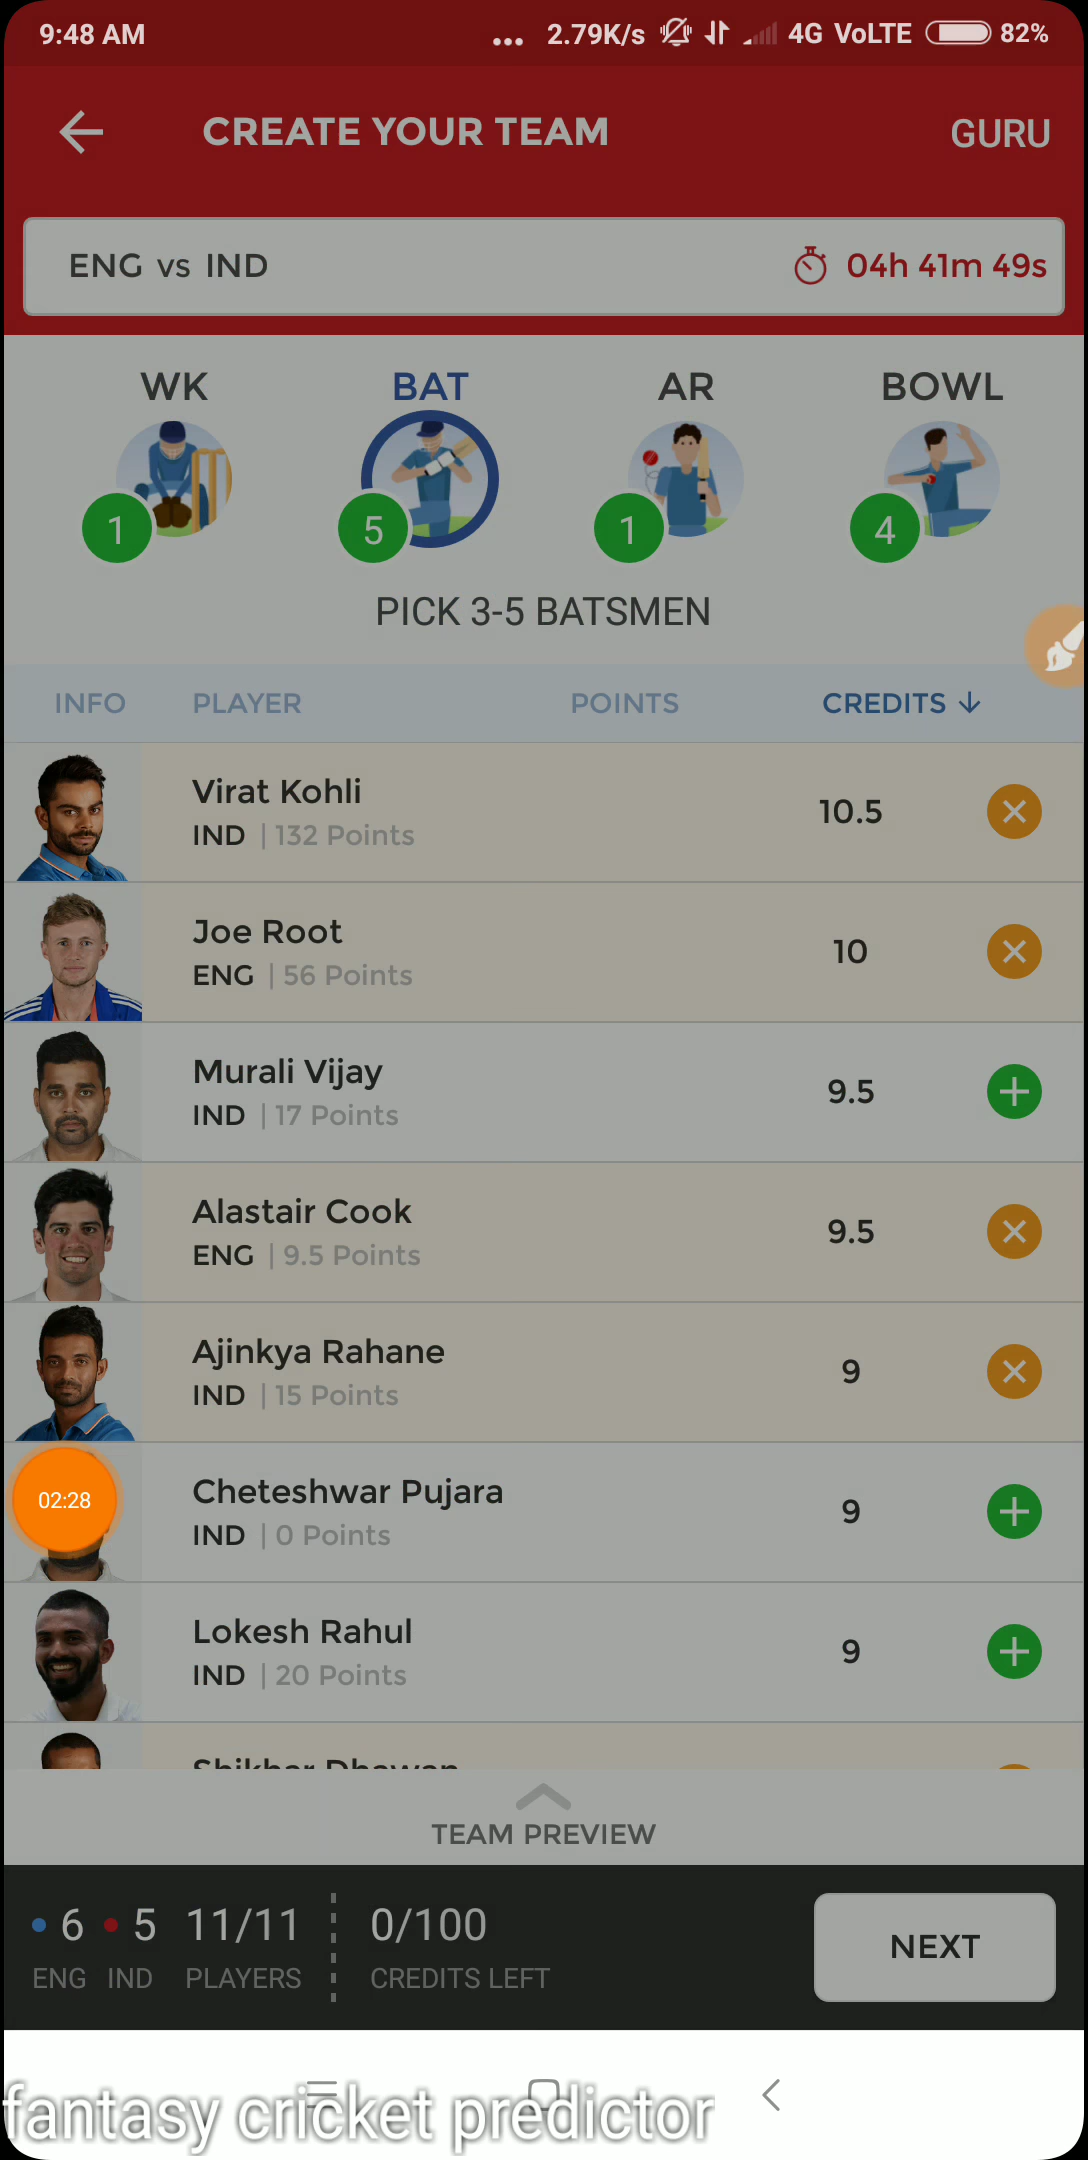 9:48 AM ... 2.79K/s 4G VoLTE 82%
CREATE YOUR TEAM GURU
ENG vs IND 04h 41m 49s
WK BAT AR BOWL
1 5 1 4
PICK 3-5 BATSMEN
INFO PLAYER POINTS CREDITS
Virat Kohli
IND | 132 Points 10.5
Joe Root
ENG | 56 Points 10
Murali Vijay
IND | 17 Points 9.5
Alastair Cook
ENG | 9.5 Points 9.5
Ajinkya Rahane
IND | 15 Points 9
02:28
Cheteshwar Pujara
IND | 0 Points 9
Lokesh Rahul
IND | 20 Points 9
Shikhar Dhawan
TEAM PREVIEW
6 5 11/11 0/100
ENG IND PLAYERS CREDITS LEFT
NEXT
fantasy cricket predictor